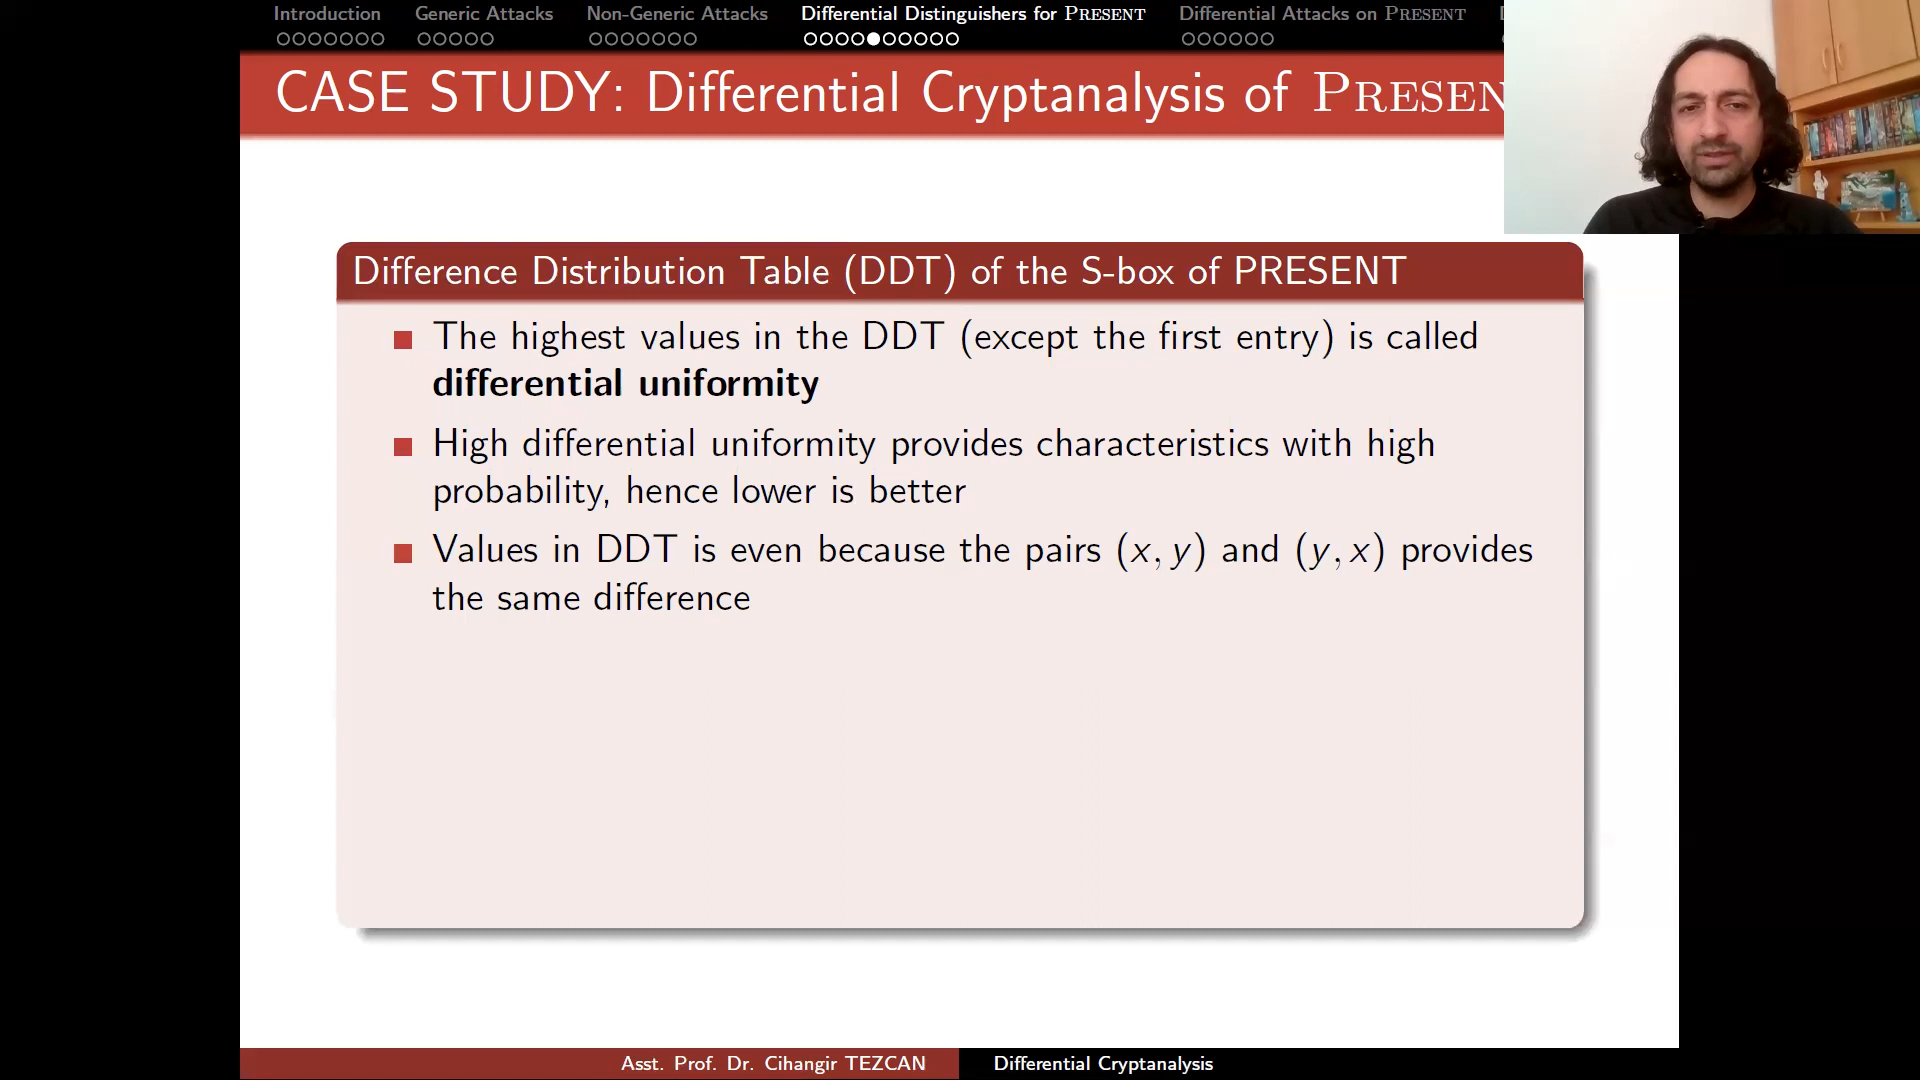 Introduction
Generic Attacks
Non-Generic Attacks
Differential Distinguishers for PRESENT
Differential Attacks on PRESENT
CASE STUDY: Differential Cryptanalysis of PRESEN
Difference Distribution Table (DDT) of the S-box of PRESENT
The highest values in the DDT (except the first entry) is called
differential uniformity
High differential uniformity provides characteristics with high
probability, hence lower is better
Values in DDT is even because the pairs (x, y) and (y, x) provides
the same difference
Asst. Prof. Dr. Cihangir TEZCAN
Differential Cryptanalysis